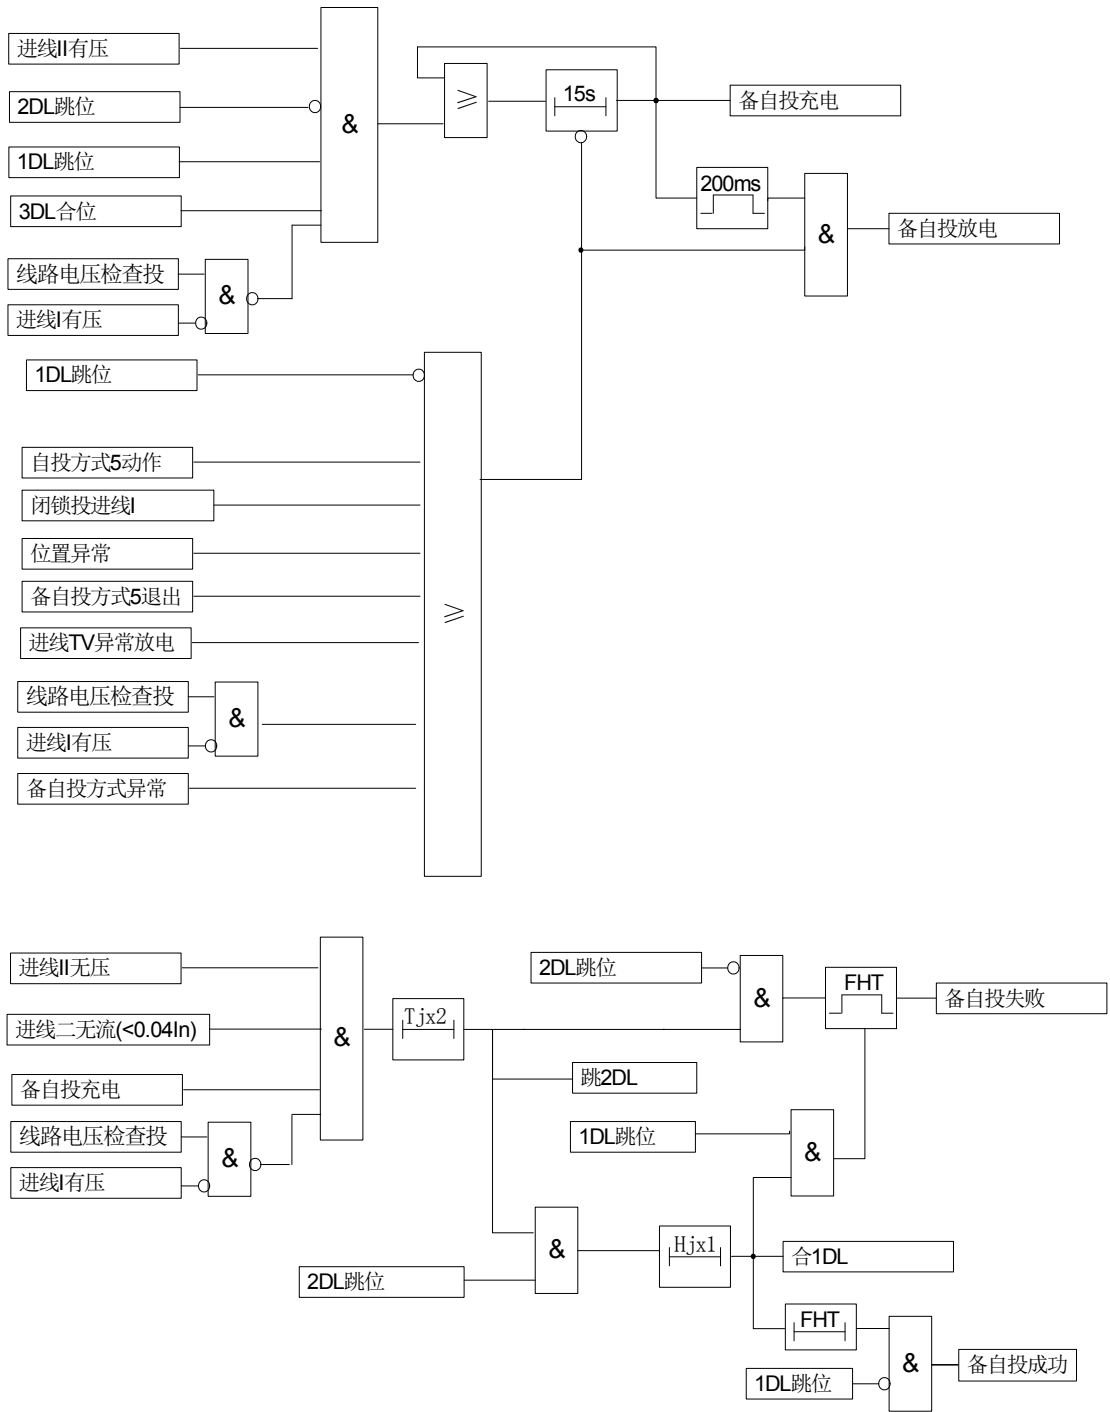 进线II有压
2DL跳位
1DL跳位
3DL合位
线路电压检查投
进线I有压
&
&
≥
15s
备自投充电
200ms
&
备自投放电
1DL跳位
自投方式5动作
闭锁投进线I
位置异常
备自投方式5退出
进线TV异常放电
线路电压检查投
进线I有压
&
备自投方式异常
≥
进线II无压
进线二无流(<0.04In)
备自投充电
线路电压检查投
进线I有压
&
&
Tjx2
2DL跳位
&
FHT
备自投失败
跳2DL
1DL跳位
&
2DL跳位
&
Hjx1
合1DL
FHT
1DL跳位
&
备自投成功